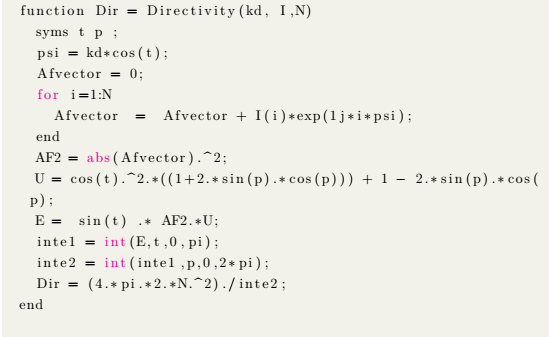 function Dir = Directivity(kd, I,N)
syms t p ;
psi = kd*cos(t);
Afvector = 0;
for i=1:N
Afvector = Afvector + I(i)*exp(1j*i*psi);
end
AF2 = abs(Afvector).^2;
U = cos(t).^2.*((1+2.*sin(p).*cos(p))) + 1 - 2.*sin(p).*cos(
p);
E = sin(t) .* AF2.*U;
inte1 = int(E,t,0,pi);
inte2 = int(inte1,p,0,2*pi);
Dir = (4.*pi.*2.*N.^2)./inte2;
end